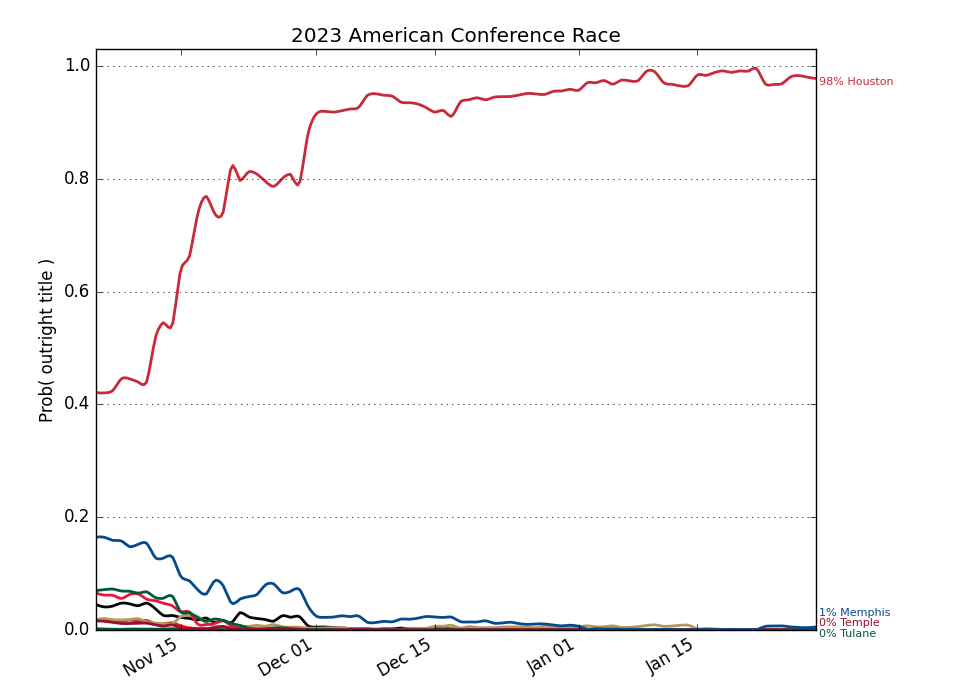 2023 American Conference Race
Prob( outright title )
1.0
0.8
0.6
0.4
0.2
0.0
Nov 15
Dec 01
Dec 15
Jan 01
Jan 15
98% Houston
1% Memphis
0% Temple
0% Tulane